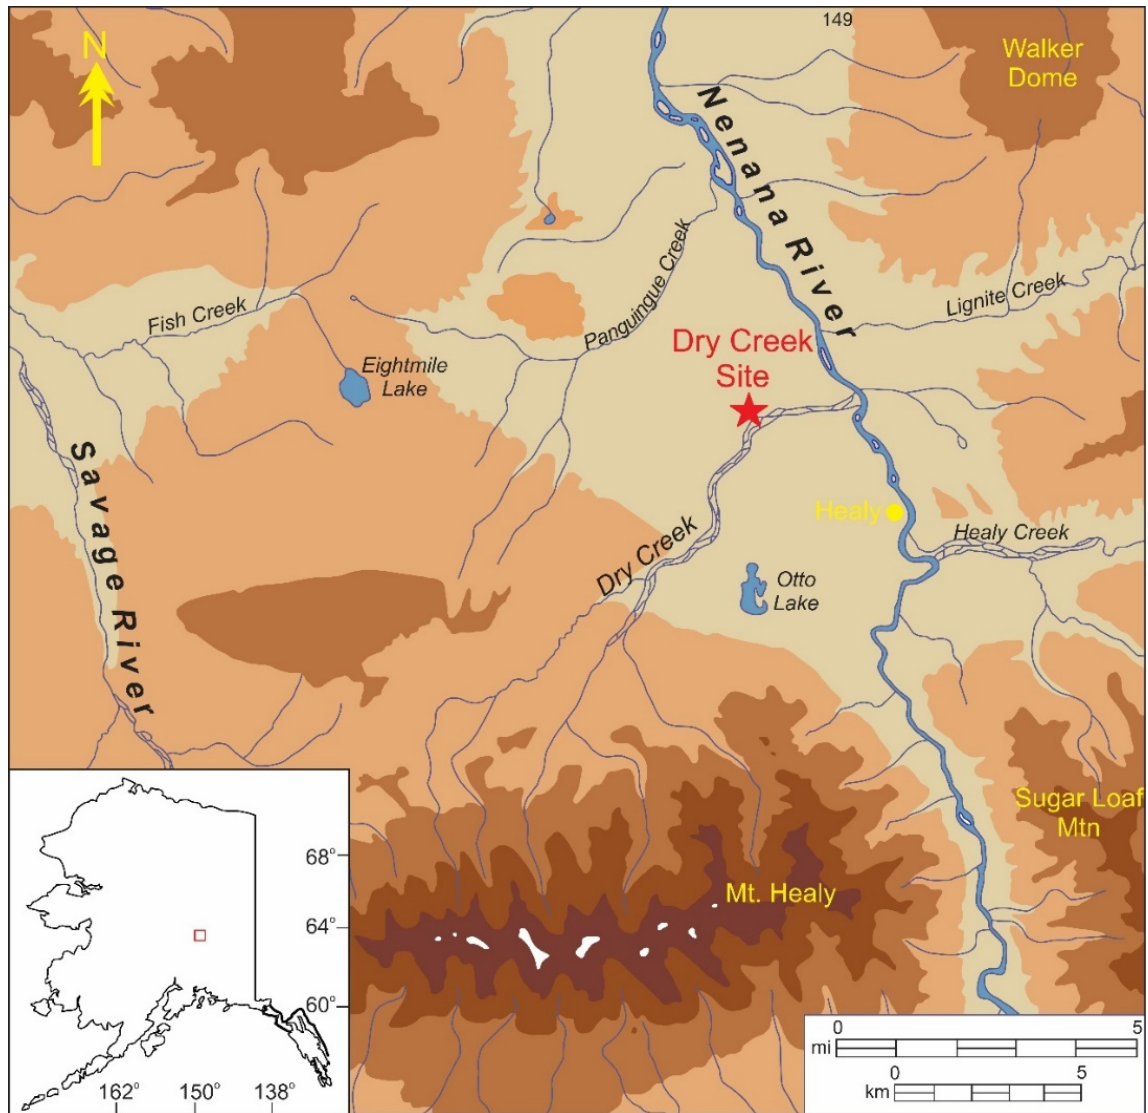 149
N
Walker
Dome
Nenana River
Fish Creek
Panguingue Creek
Lignite Creek
Eightmile
Lake
Dry Creek
Site
Savage River
Healy
Healy Creek
Dry Creek
Otto
Lake
Sugar Loaf
Mtn
Mt. Healy
68°
64°
60°
162°
150°
138°
0
5
mi
0
5
km